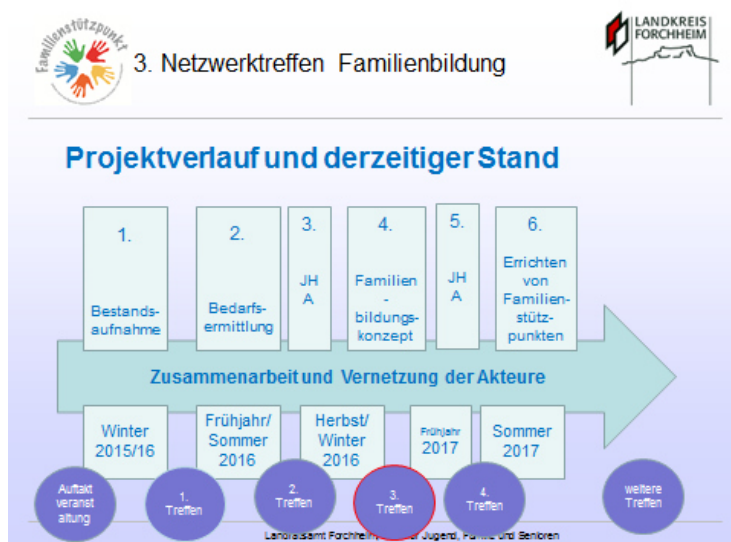 Familienstützpunkt
LANDKREIS
FORCHHEIM
3. Netzwerktreffen Familienbildung
Projektverlauf und derzeitiger Stand
1.
Bestands-
aufnahme
2.
Bedarfs-
ermittlung
3.
JH
A
4.
Familien
-
bildungs-
konzept
5.
JH
A
6.
Errichten
von
Familien-
stütz-
punkten
Zusammenarbeit und Vernetzung der Akteure
Winter
2015/16
Frühjahr/
Sommer
2016
Herbst/
Winter
2016
Frühjahr
2017
Sommer
2017
Auftakt
veranst
altung
1.
Treffen
2.
Treffen
3.
Treffen
4.
Treffen
weitere
Treffen
Landratsamt Forchheim Jugend, Familie und Senioren